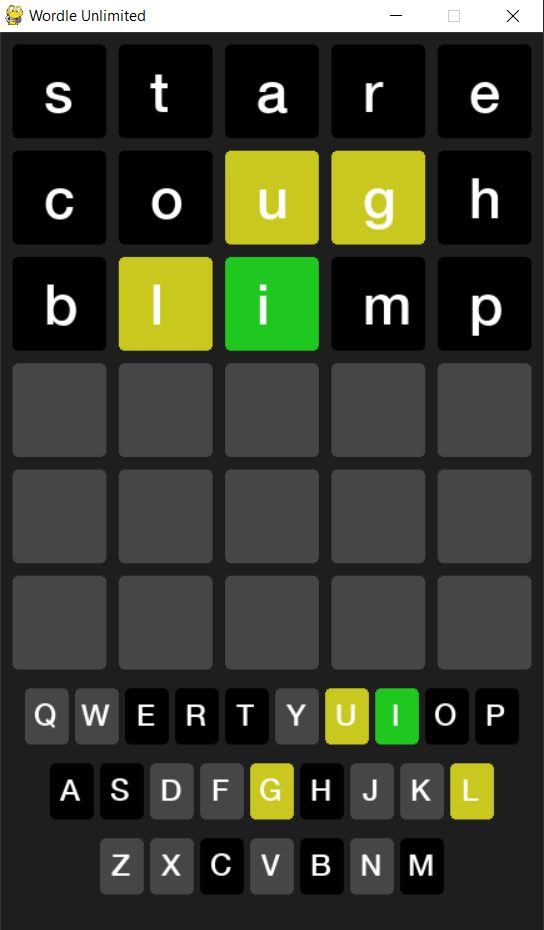 Wordle Unlimited
s t a r e
c o u g h
b l i m p
Q W E R T Y U I O P
A S D F G H J K L
Z X C V B N M